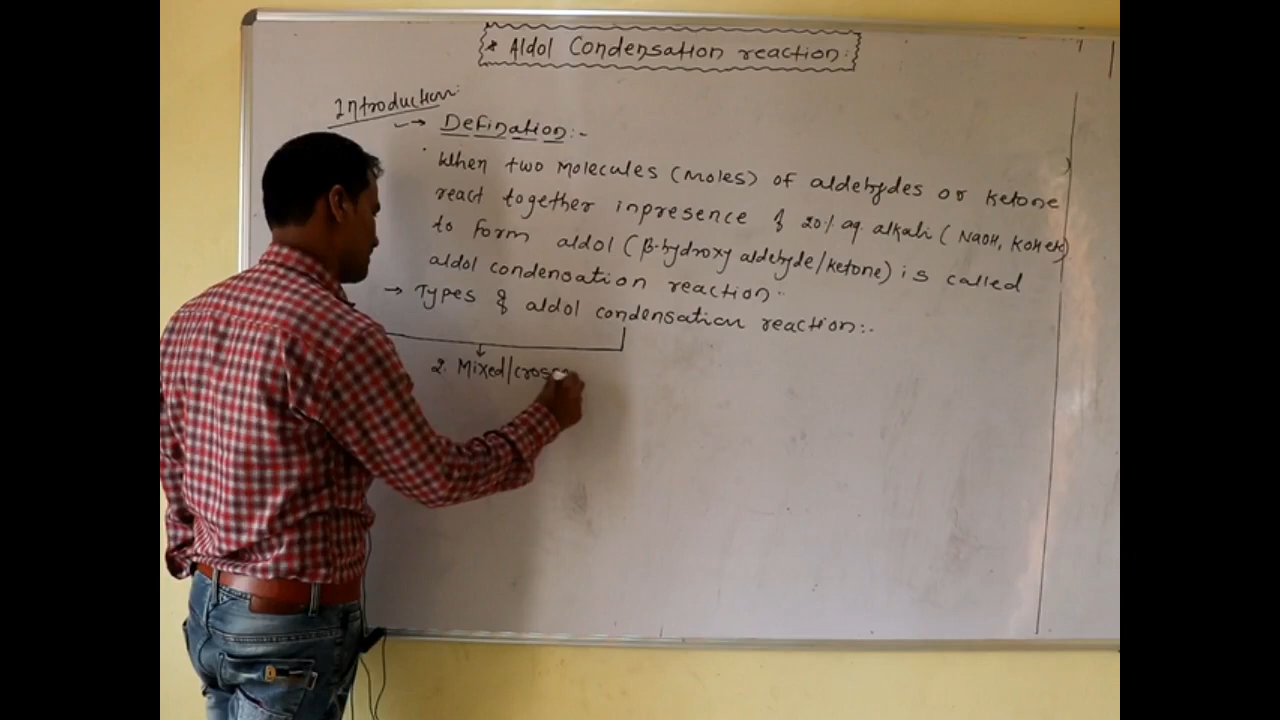 * Aldol Condensation reaction:
Introduction:
→ Defination:-
When two Molecules (Moles) of aldehydes or ketone
react together inpresence of 20% aq. alkali ( NaOH, KOH etc)
to form aldol (β-hydroxy aldehyde/ketone) is called
aldol condensation reaction..
→ Types of aldol condensation reaction:-
2. Mixed/cross